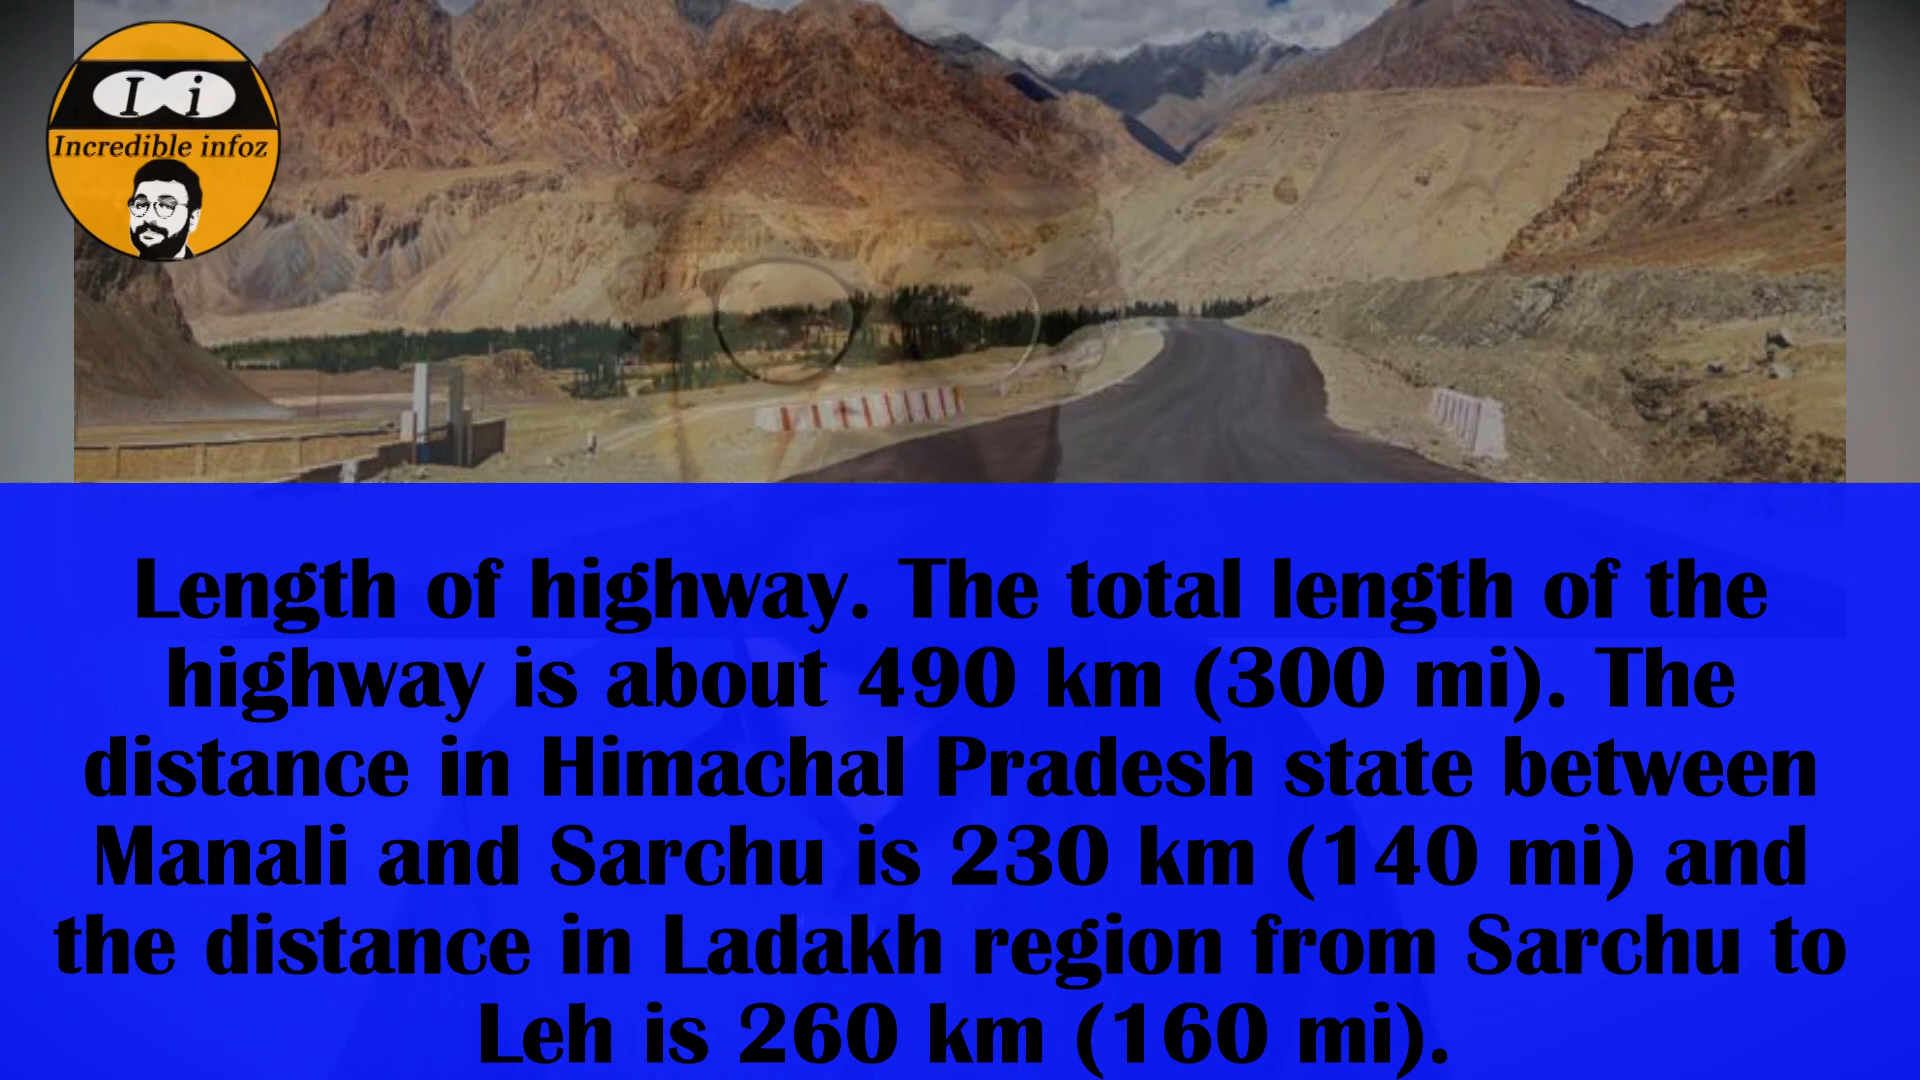 I i
Incredible infoz
Length of highway. The total length of the
highway is about 490 km (300 mi). The
distance in Himachal Pradesh state between
Manali and Sarchu is 230 km (140 mi) and
the distance in Ladakh region from Sarchu to
Leh is 260 km (160 mi).